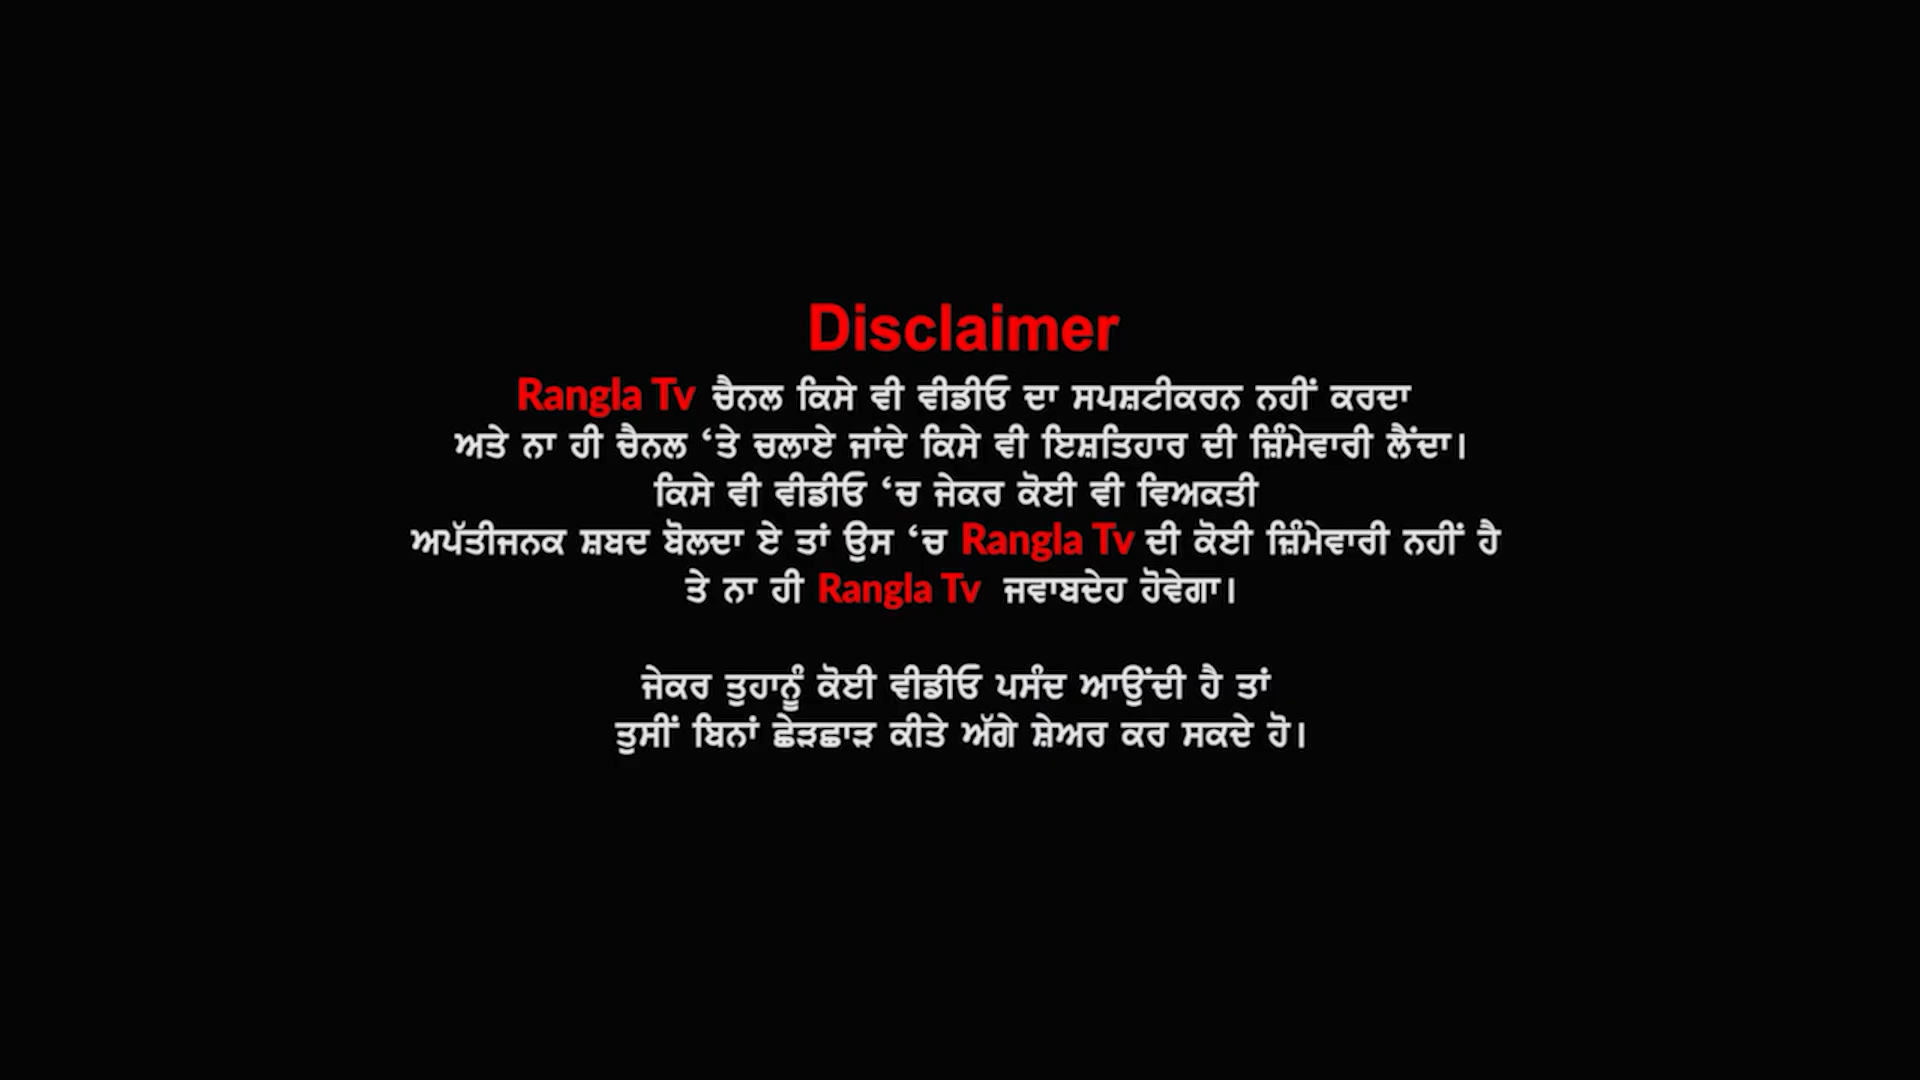 Disclaimer
Rangla Tv ਚੈਨਲ ਕਿਸੇ ਵੀ ਵੀਡੀਓ ਦਾ ਸਪਸ਼ਟੀਕਰਨ ਨਹੀਂ ਕਰਦਾ
ਅਤੇ ਨਾ ਹੀ ਚੈਨਲ ‘ਤੇ ਚਲਾਏ ਜਾਂਦੇ ਕਿਸੇ ਵੀ ਇਸ਼ਤਿਹਾਰ ਦੀ ਜ਼ਿੰਮੇਵਾਰੀ ਲੈਂਦਾ।
ਕਿਸੇ ਵੀ ਵੀਡੀਓ ‘ਚ ਜੇਕਰ ਕੋਈ ਵੀ ਵਿਅਕਤੀ
ਅਪੱਤੀਜਨਕ ਸ਼ਬਦ ਬੋਲਦਾ ਏ ਤਾਂ ਉਸ ‘ਚ Rangla Tv ਦੀ ਕੋਈ ਜ਼ਿੰਮੇਵਾਰੀ ਨਹੀਂ ਹੈ
ਤੇ ਨਾ ਹੀ Rangla Tv ਜਵਾਬਦੇਹ ਹੋਵੇਗਾ।
ਜੇਕਰ ਤੁਹਾਨੂੰ ਕੋਈ ਵੀਡੀਓ ਪਸੰਦ ਆਉਂਦੀ ਹੈ ਤਾਂ
ਤੁਸੀਂ ਬਿਨਾਂ ਛੇੜਛਾੜ ਕੀਤੇ ਅੱਗੇ ਸ਼ੇਅਰ ਕਰ ਸਕਦੇ ਹੋ।